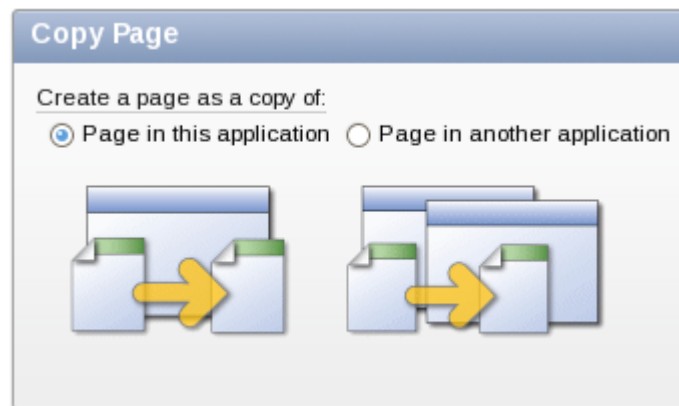 Copy Page
Create a page as a copy of:
Page in this application Page in another application